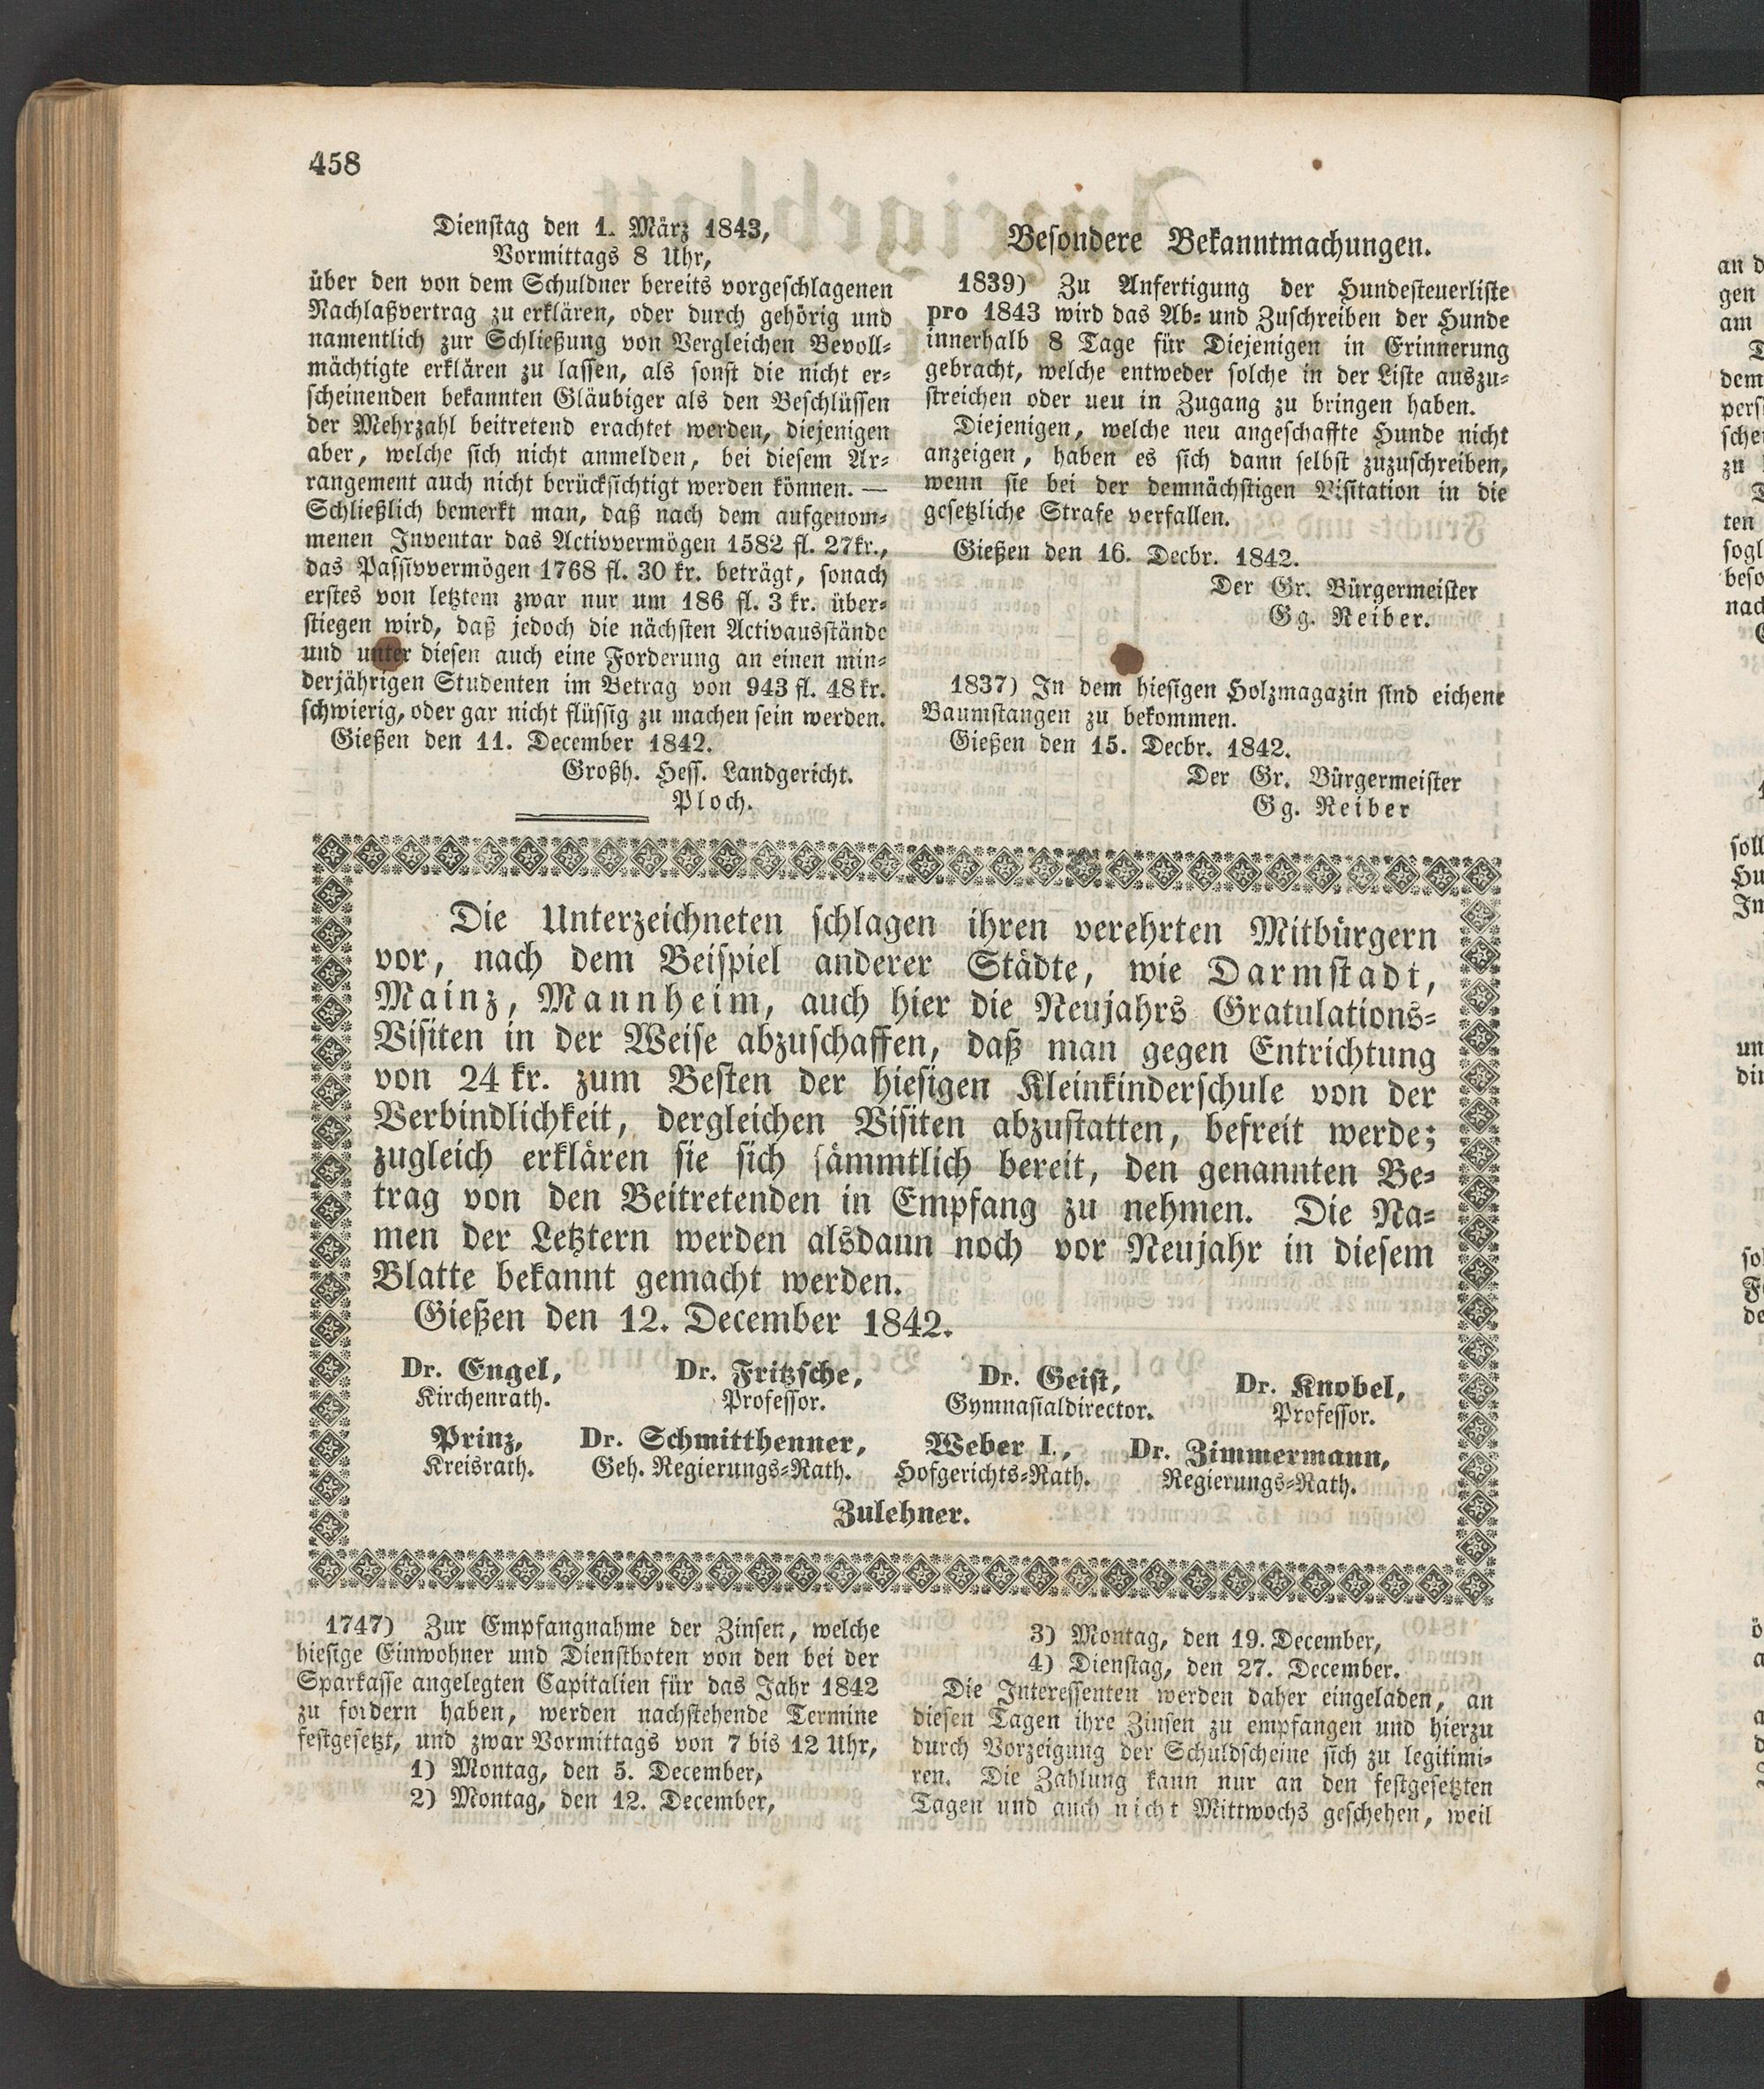 458
Dienstag den 1. März 1843,
Vormittags 8 Uhr,
über den von dem Schuldner bereits vorgeschlagenen
Nachlaßvertrag zu erklären, oder durch gehörig und
namentlich zur Schließung von Vergleichen Bevoll-
mächtigte erklären zu lassen, als sonst die nicht er-
scheinenden bekannten Gläubiger als den Beschlüssen
der Mehrzahl beitretend erachtet werden, diejenigen
aber, welche sich nicht anmelden, bei diesem Ar-
rangement auch nicht berücksichtigt werden können. —
Schließlich bemerkt man, daß nach dem aufgenom-
menen Inventar das Activvermögen 1582 fl. 27kr.,
das Passivvermögen 1768 fl. 30 kr. beträgt, sonach
erstes von letztem zwar nur um 186 fl. 3 kr. über-
stiegen wird, daß jedoch die nächsten Activausstände
und unter diesen auch eine Forderung an einen min-
derjährigen Studenten im Betrag von 943 fl. 48 kr.
schwierig, oder gar nicht flüssig zu machen sein werden.
Gießen den 11. December 1842.
Großh. Hess. Landgericht.
Ploch.
Besondere Bekanntmachungen.
1839) Zu Anfertigung der Hundesteuerliste
pro 1843 wird das Ab- und Zuschreiben der Hunde
innerhalb 8 Tage für Diejenigen in Erinnerung
gebracht, welche entweder solche in der Liste auszu-
streichen oder ueu in Zugang zu bringen haben.
Diejenigen, welche neu angeschaffte Hunde nicht
anzeigen, haben es sich dann selbst zuzuschreiben,
wenn sie bei der demnächstigen Visitation in die
gesetzliche Strafe verfallen.
Gießen den 16. Decbr. 1842.
Der Gr. Bürgermeister
Gg. Reiber.
1837) In dem hiesigen Holzmagazin sind eichene
Baumstangen zu bekommen.
Gießen den 15. Decbr. 1842.
Der Gr. Bürgermeister
Gg. Reiber
Die Unterzeichneten schlagen ihren verehrten Mitbürgern
vor, nach dem Beispiel anderer Städte, wie Darmstadt,
Mainz, Mannheim, auch hier die Neujahrs Gratulations-
Visiten in der Weise abzuschaffen, daß man gegen Entrichtung
von 24 kr. zum Besten der hiesigen Kleinkinderschule von der
Verbindlichkeit, dergleichen Visiten abzustatten, befreit werde;
zugleich erklären sie sich sämmtlich bereit, den genannten Be-
trag von den Beitretenden in Empfang zu nehmen. Die Na-
men der Letztern werden alsdann noch vor Neujahr in diesem
Blatte bekannt gemacht werden.
Gießen den 12. December 1842.
Dr. Engel, Dr. Fritzsche, Dr. Geist, Dr. Knobel,
Kirchenrath. Professor. Gymnasialdirector. Professor.
Prinz, Dr. Schmitthenner, Weber I., Dr. Zimmermann,
Kreisrath. Geh. Regierungs-Rath. Hofgerichts-Rath. Regierungs-Rath.
Zulehner.
1747) Zur Empfangnahme der Zinsen, welche
hiesige Einwohner und Dienstboten von den bei der
Sparkasse angelegten Capitalien für das Jahr 1842
zu fordern haben, werden nachstehende Termine
festgesetzt, und zwar Vormittags von 7 bis 12 Uhr,
1) Montag, den 5. December,
2) Montag, den 12. December,
3) Montag, den 19. December,
4) Dienstag, den 27. December.
Die Interessenten werden daher eingeladen, an
diesen Tagen ihre Zinsen zu empfangen und hierzu
durch Vorzeigung der Schuldscheine sich zu legitimi-
ren. Die Zahlung kann nur an den festgesetzten
Tagen und auch nicht Mittwochs geschehen, weil